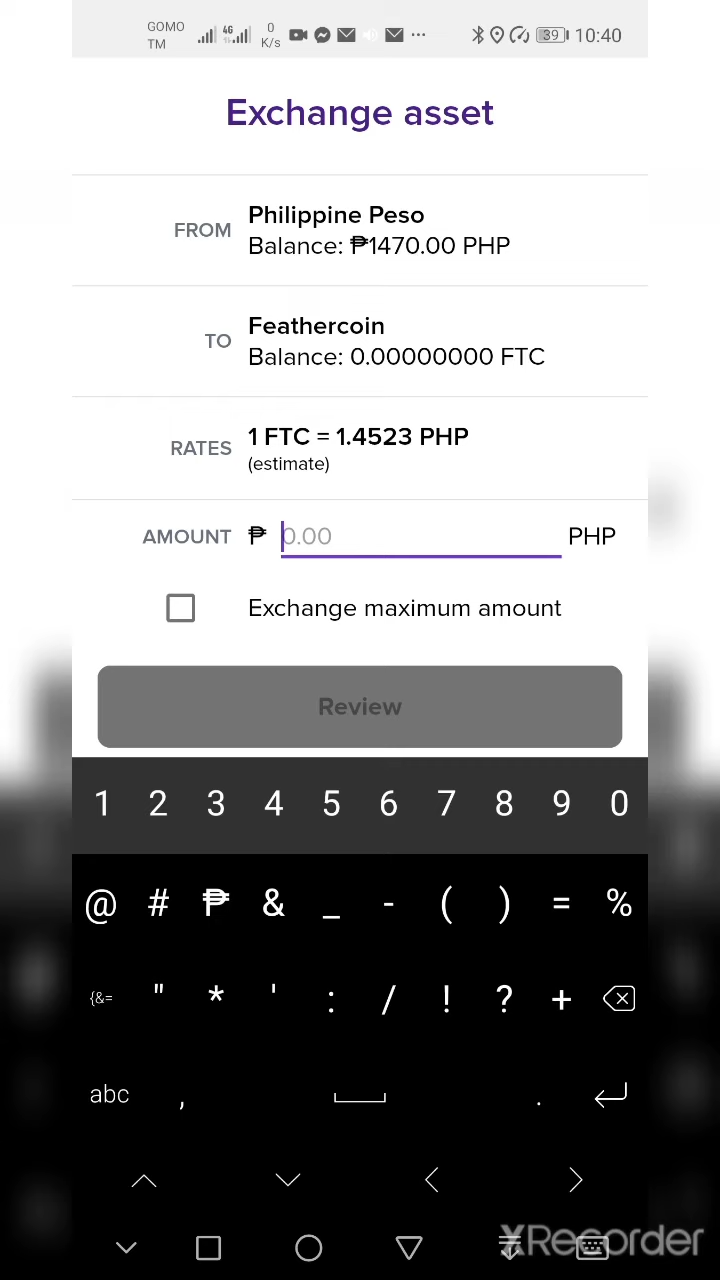 GOMO
TM
4G
0
K/s
39
10:40
Exchange asset
FROM
Philippine Peso
Balance: ₱1470.00 PHP
TO
Feathercoin
Balance: 0.00000000 FTC
RATES
1 FTC = 1.4523 PHP
(estimate)
AMOUNT ₱ 0.00 PHP
Exchange maximum amount
Review
1 2 3 4 5 6 7 8 9 0
@ # ₱ & _ - ( ) = %
{&= " * ' : / ! ? +
abc , .
XRecorder